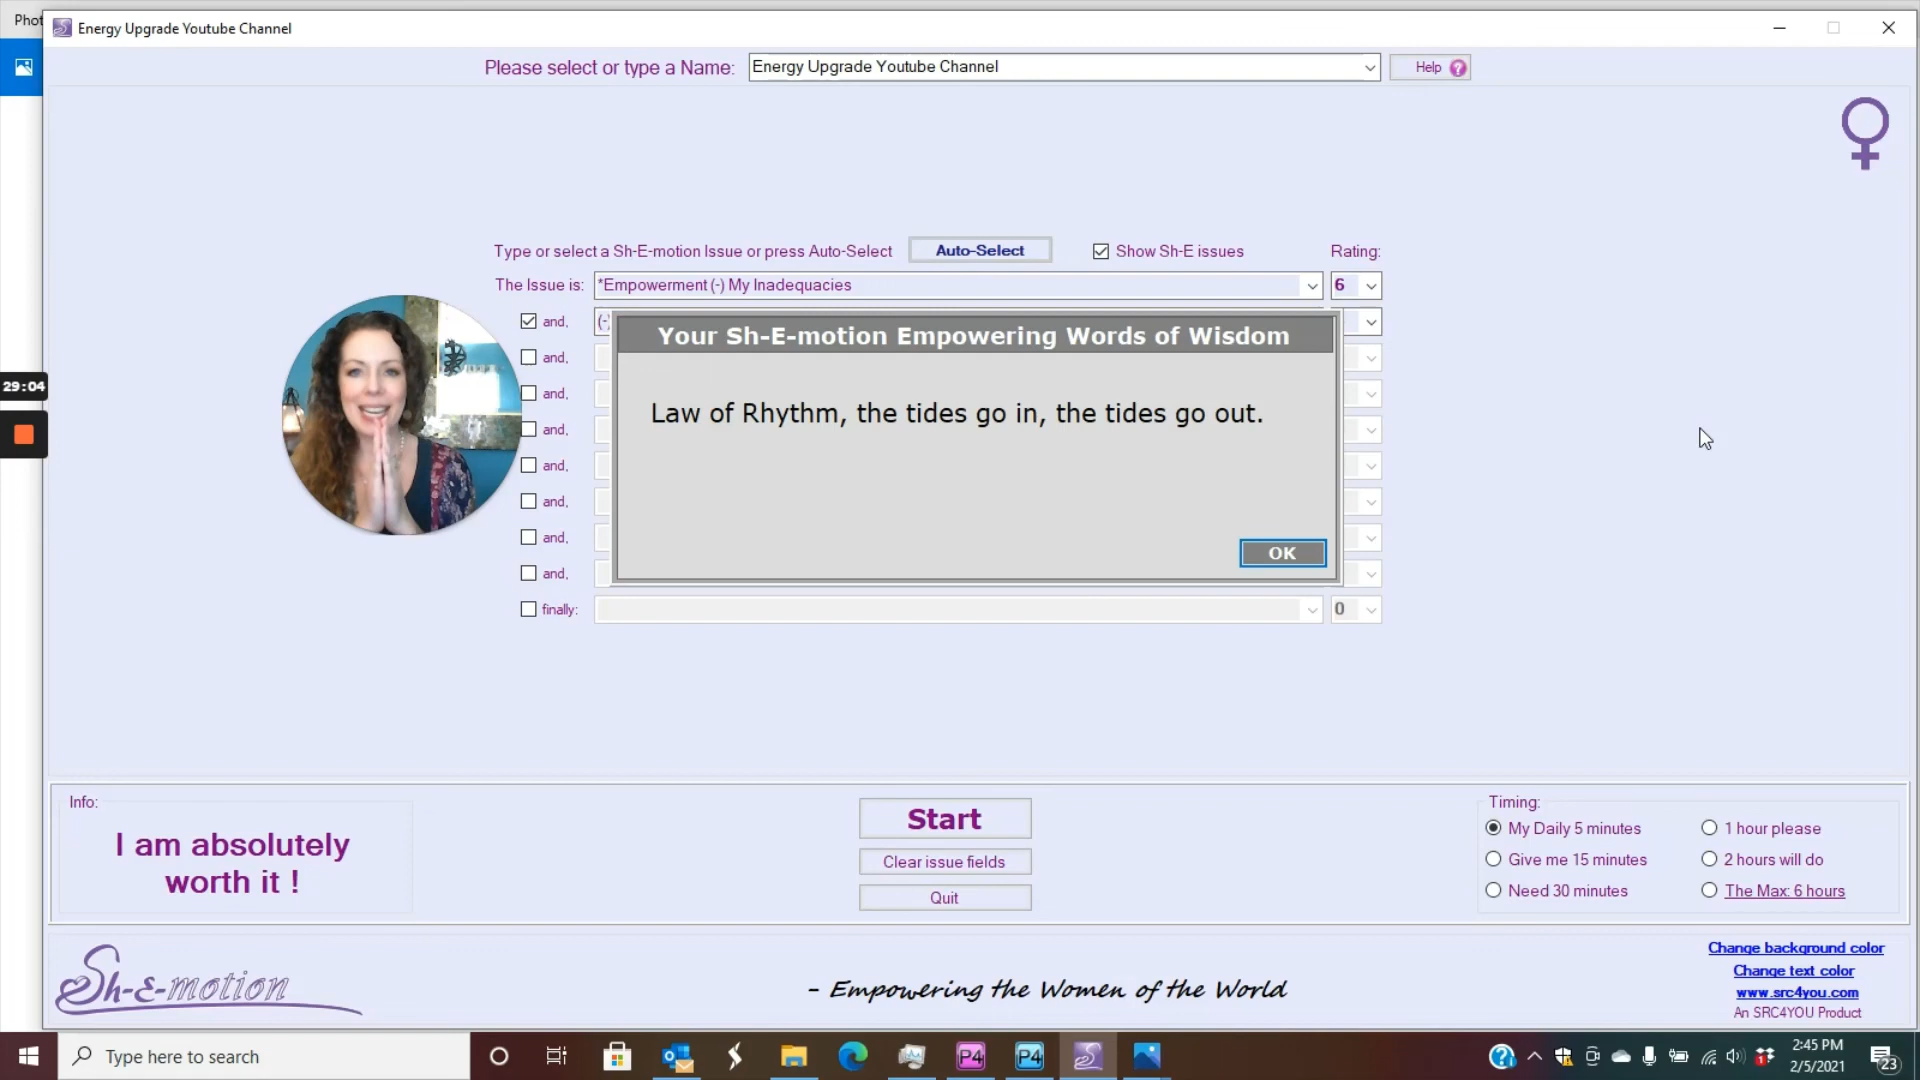 Phot
Energy Upgrade Youtube Channel
Please select or type a Name:
Energy Upgrade Youtube Channel
Help ?
Type or select a Sh-E-motion Issue or press Auto-Select
Auto-Select
Show Sh-E issues
Rating:
The Issue is:
*Empowerment (-) My Inadequacies
6
and,
(-)
Your Sh-E-motion Empowering Words of Wisdom
and,
and,
Law of Rhythm, the tides go in, the tides go out.
29:04
and,
and,
and,
and,
OK
and,
finally:
0
Info:
I am absolutely
worth it !
Start
Clear issue fields
Quit
Timing:
My Daily 5 minutes
1 hour please
Give me 15 minutes
2 hours will do
Need 30 minutes
The Max: 6 hours
Sh-E-motion
- Empowering the Women of the World
Change background color
Change text color
www.src4you.com
An SRC4YOU Product
Type here to search
P4
P4
2:45 PM
2/5/2021
23